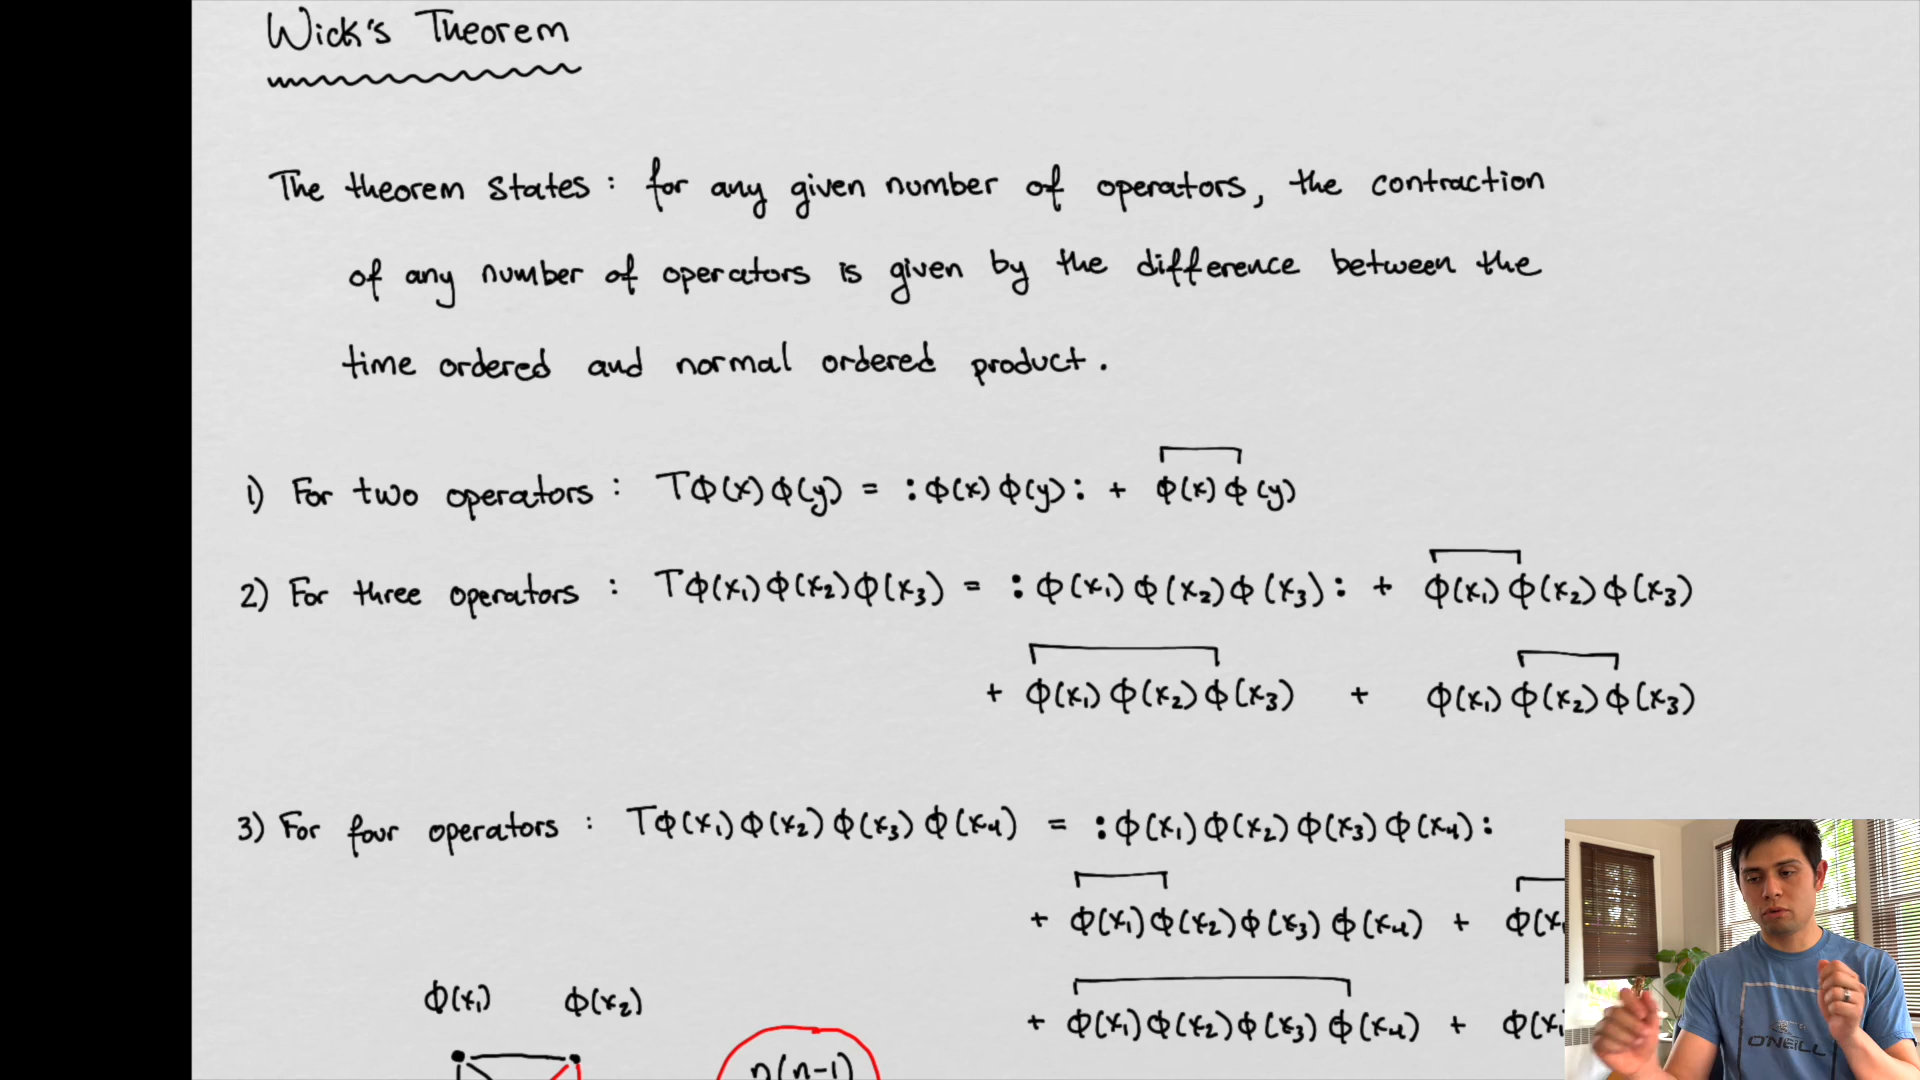 Wick's Theorem
The theorem states : for any given number of operators, the contraction
of any number of operators is given by the difference between the
time ordered and normal ordered product.
1) For two operators : Tϕ(x)ϕ(y) = :ϕ(x)ϕ(y): + ϕ(x)ϕ(y)
2) For three operators : Tϕ(x₁)ϕ(x₂)ϕ(x₃) = :ϕ(x₁)ϕ(x₂)ϕ(x₃): + ϕ(x₁)ϕ(x₂)ϕ(x₃)
+ ϕ(x₁)ϕ(x₂)ϕ(x₃) + ϕ(x₁)ϕ(x₂)ϕ(x₃)
3) For four operators : Tϕ(x₁)ϕ(x₂)ϕ(x₃)ϕ(x₄) = :ϕ(x₁)ϕ(x₂)ϕ(x₃)ϕ(x₄):
+ ϕ(x₁)ϕ(x₂)ϕ(x₃)ϕ(x₄) + ϕ(x
+ ϕ(x₁)ϕ(x₂)ϕ(x₃)ϕ(x₄) + ϕ(x
ϕ(x₁) ϕ(x₂)
n(n-1)
O'NEILL